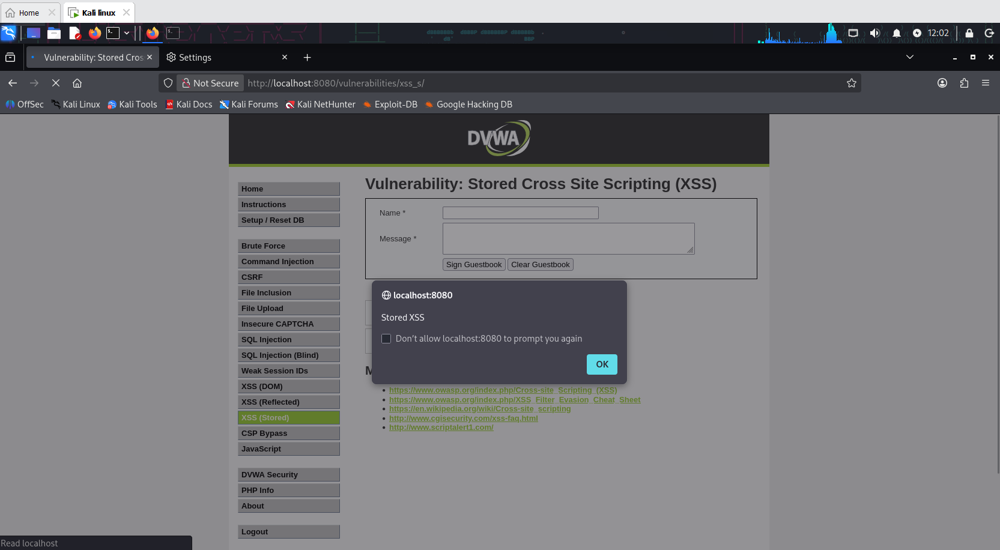 Home
Kali linux
12:02
Vulnerability: Stored Cros
Settings
Not Secure
http://localhost:8080/vulnerabilities/xss_s/
OffSec
Kali Linux
Kali Tools
Kali Docs
Kali Forums
Kali NetHunter
Exploit-DB
Google Hacking DB
DVWA
Home
Instructions
Setup / Reset DB
Brute Force
Command Injection
CSRF
File Inclusion
File Upload
Insecure CAPTCHA
SQL Injection
SQL Injection (Blind)
Weak Session IDs
XSS (DOM)
XSS (Reflected)
XSS (Stored)
CSP Bypass
JavaScript
DVWA Security
PHP Info
About
Logout
Vulnerability: Stored Cross Site Scripting (XSS)
Name *
Message *
Sign Guestbook
Clear Guestbook
localhost:8080
Stored XSS
Don't allow localhost:8080 to prompt you again
OK
M
https://www.owasp.org/index.php/Cross-site_Scripting_(XSS)
https://www.owasp.org/index.php/XSS_Filter_Evasion_Cheat_Sheet
https://en.wikipedia.org/wiki/Cross-site_scripting
http://www.cgisecurity.com/xss-faq.html
http://www.scriptalert1.com/
Read localhost